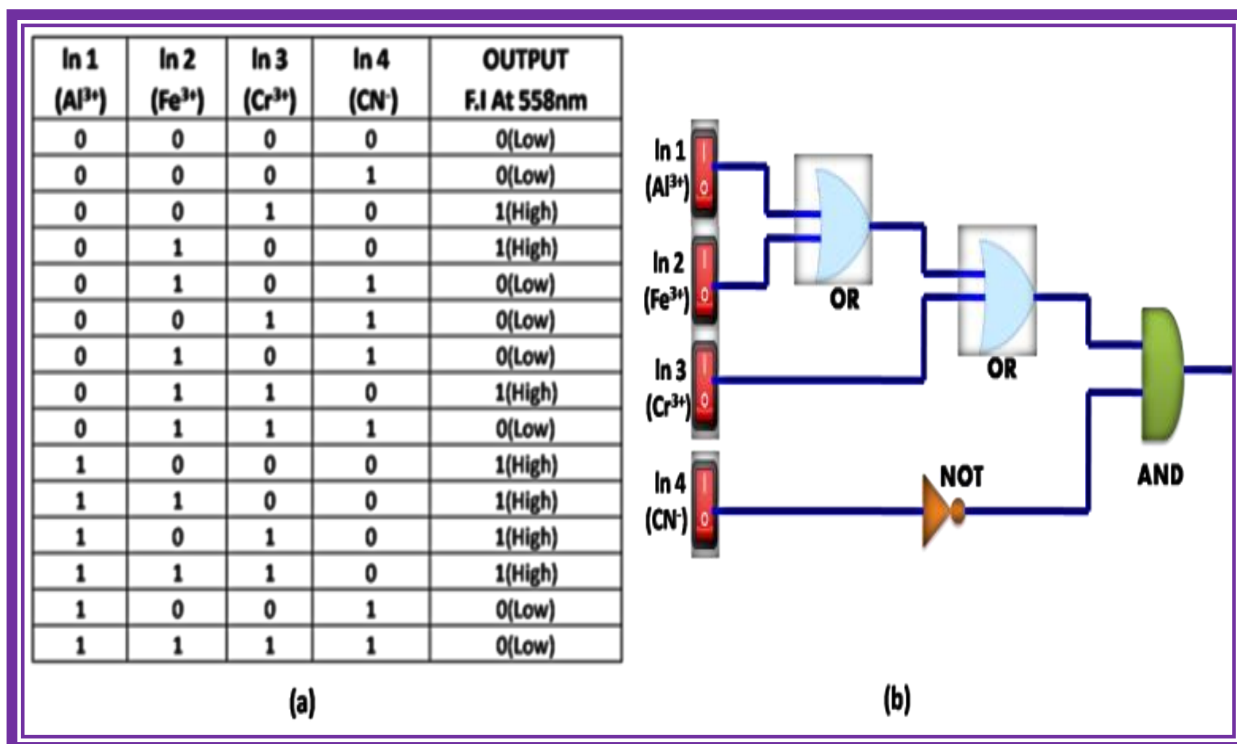 In 1 In 2 In 3 In 4 OUTPUT
(Al³⁺) (Fe³⁺) (Cr³⁺) (CN⁻) F.I At 558nm
0 0 0 0 0(Low)
0 0 0 1 0(Low)
0 0 1 0 1(High)
0 1 0 0 1(High)
0 1 0 1 0(Low)
0 0 1 1 0(Low)
0 1 0 1 0(Low)
0 1 1 0 1(High)
0 1 1 1 0(Low)
1 0 0 0 1(High)
1 1 0 0 1(High)
1 0 1 0 1(High)
1 1 1 0 1(High)
1 0 0 1 0(Low)
1 1 1 1 0(Low)
(a)
In 1
(Al³⁺)
I
0
In 2
(Fe³⁺)
I
0
OR
In 3
(Cr³⁺)
I
0
OR
In 4
(CN⁻)
I
0
NOT
AND
(b)